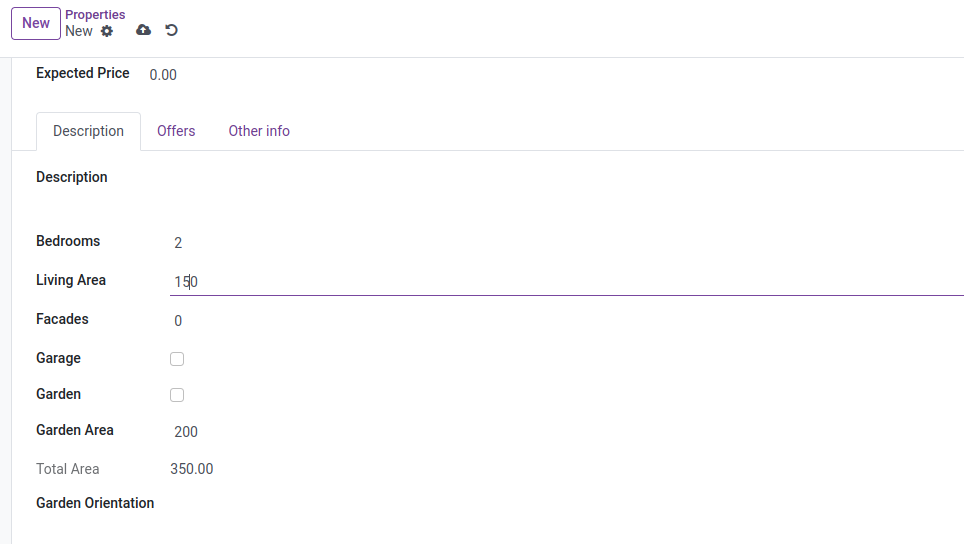 New
Properties
New
Expected Price 0.00
Description Offers Other info
Description
Bedrooms 2
Living Area 150
Facades 0
Garage
Garden
Garden Area 200
Total Area 350.00
Garden Orientation